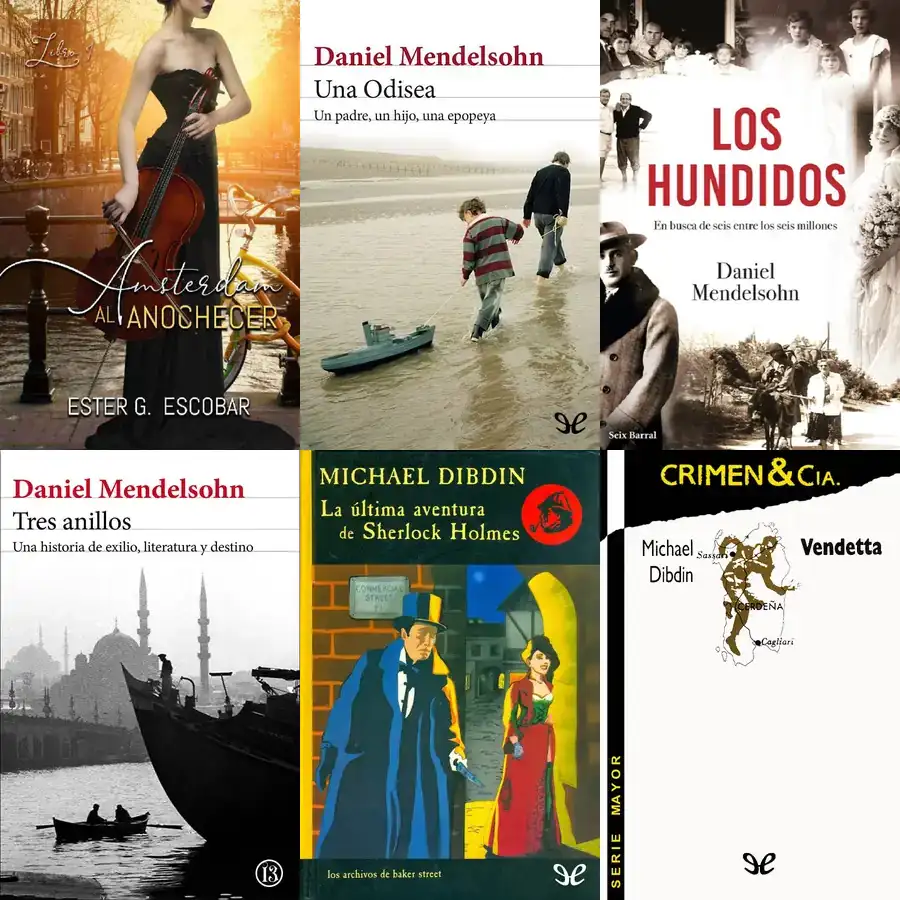 Libro 1
Amsterdam
AL ANOCHECER
ESTER G. ESCOBAR
Daniel Mendelsohn
Una Odisea
Un padre, un hijo, una epopeya
LOS
HUNDIDOS
En busca de seis entre los seis millones
Daniel
Mendelsohn
Seix Barral
Daniel Mendelsohn
Tres anillos
Una historia de exilio, literatura y destino
13
MICHAEL DIBDIN
La última aventura
de Sherlock Holmes
COMMERCIAL
STREET
los archivos de baker street
CRIMEN & CIA.
Michael
Dibdin
Vendetta
Sassari
CERDEÑA
Cagliari
SERIE MAYOR